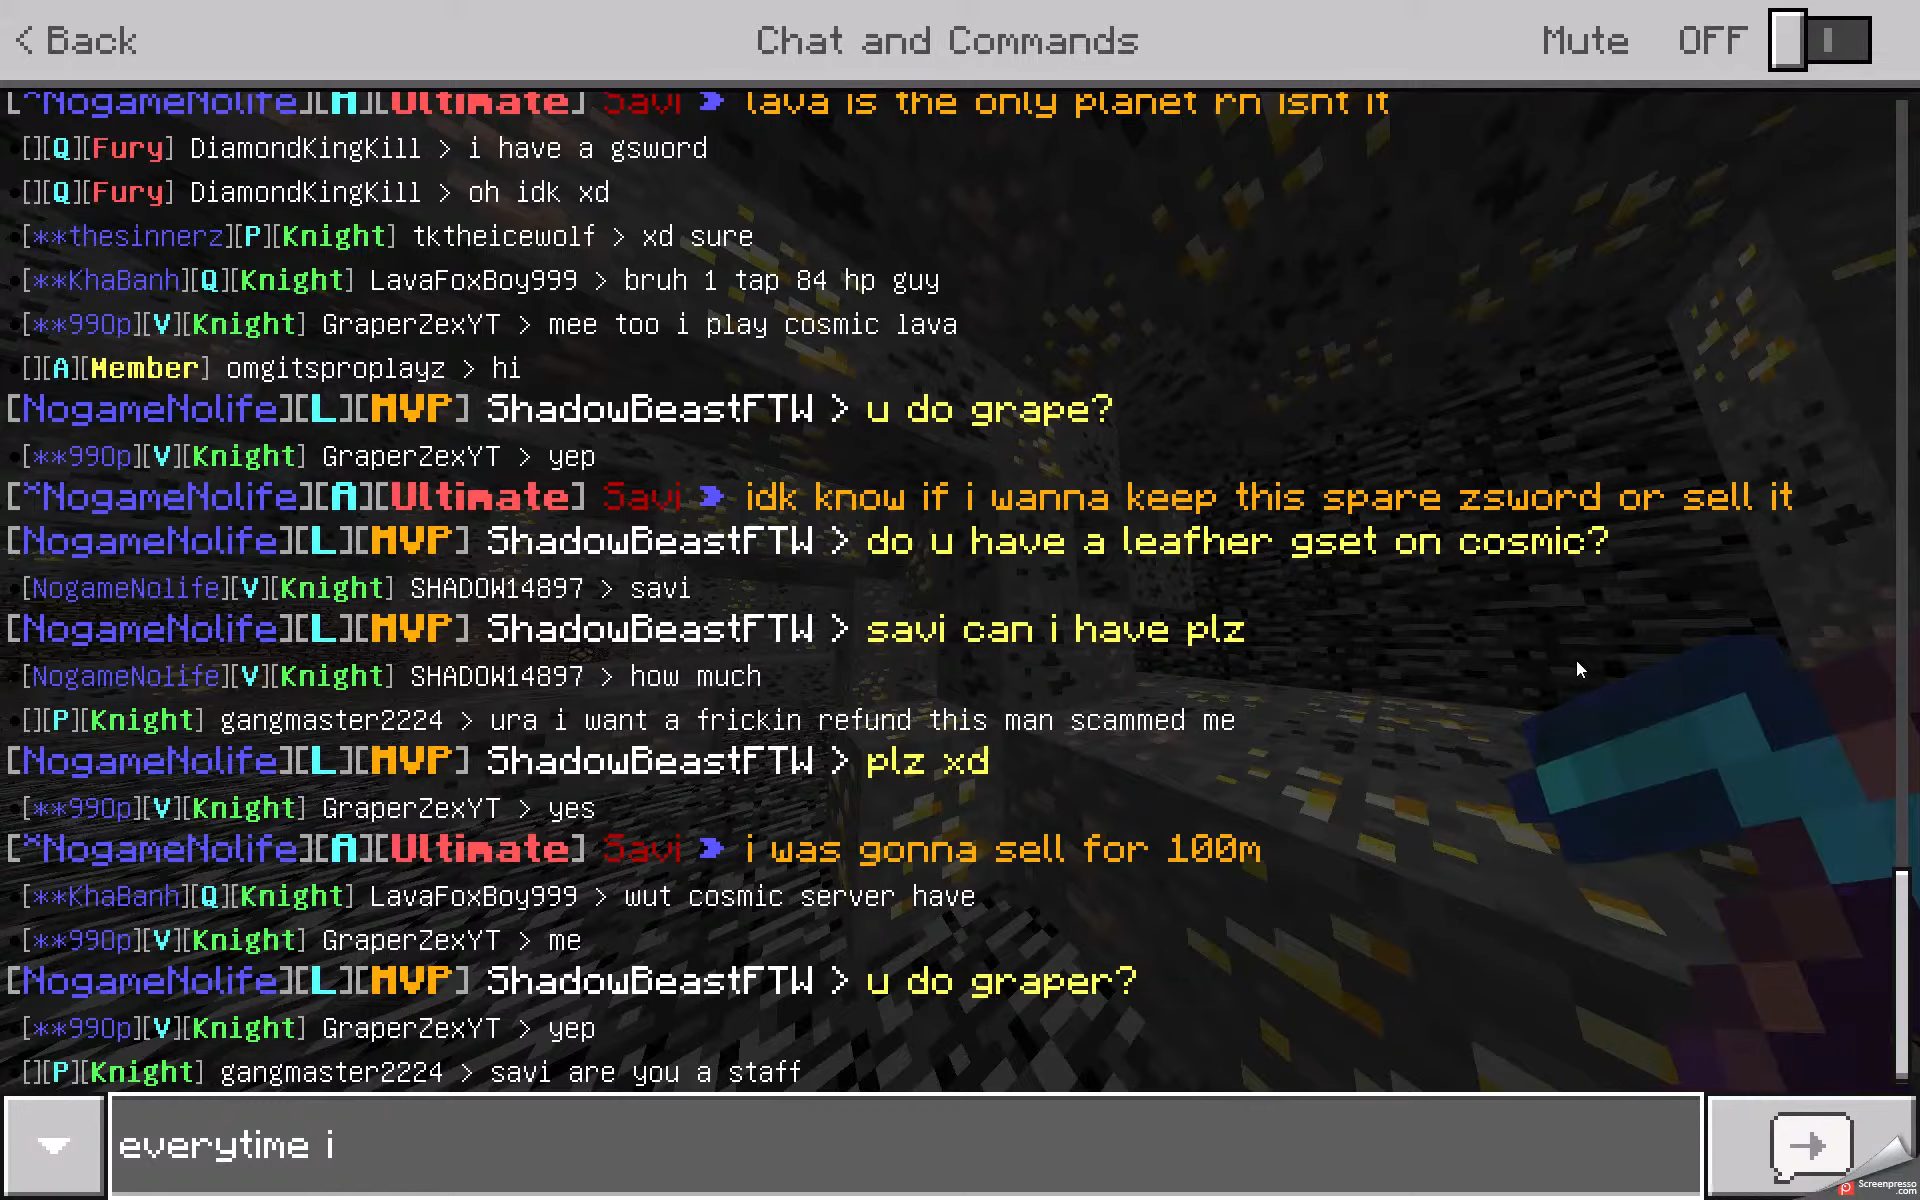 < Back
Chat and Commands
Mute OFF
[^NogameNolife][A][Ultimate] Savi > lava is the only planet rn isnt it
[][Q][Fury] DiamondKingKill > i have a gsword
[][Q][Fury] DiamondKingKill > oh idk xd
[**thesinnerz][P][Knight] tktheicewolf > xd sure
[**KhaBanh][Q][Knight] LavaFoxBoy999 > bruh 1 tap 84 hp guy
[**990p][V][Knight] GraperZexYT > mee too i play cosmic lava
[][A][Member] omgitsproplayz > hi
[NogameNolife][L][MVP] ShadowBeastFTW > u do grape?
[**990p][V][Knight] GraperZexYT > yep
[^NogameNolife][A][Ultimate] Savi > idk know if i wanna keep this spare zsword or sell it
[NogameNolife][L][MVP] ShadowBeastFTW > do u have a leafher gset on cosmic?
[NogameNolife][V][Knight] SHADOW14897 > savi
[NogameNolife][L][MVP] ShadowBeastFTW > savi can i have plz
[NogameNolife][V][Knight] SHADOW14897 > how much
[][P][Knight] gangmaster2224 > ura i want a frickin refund this man scammed me
[NogameNolife][L][MVP] ShadowBeastFTW > plz xd
[**990p][V][Knight] GraperZexYT > yes
[^NogameNolife][A][Ultimate] Savi > i was gonna sell for 100m
[**KhaBanh][Q][Knight] LavaFoxBoy999 > wut cosmic server have
[**990p][V][Knight] GraperZexYT > me
[NogameNolife][L][MVP] ShadowBeastFTW > u do graper?
[**990p][V][Knight] GraperZexYT > yep
[][P][Knight] gangmaster2224 > savi are you a staff
everytime i
Screenpresso
.com